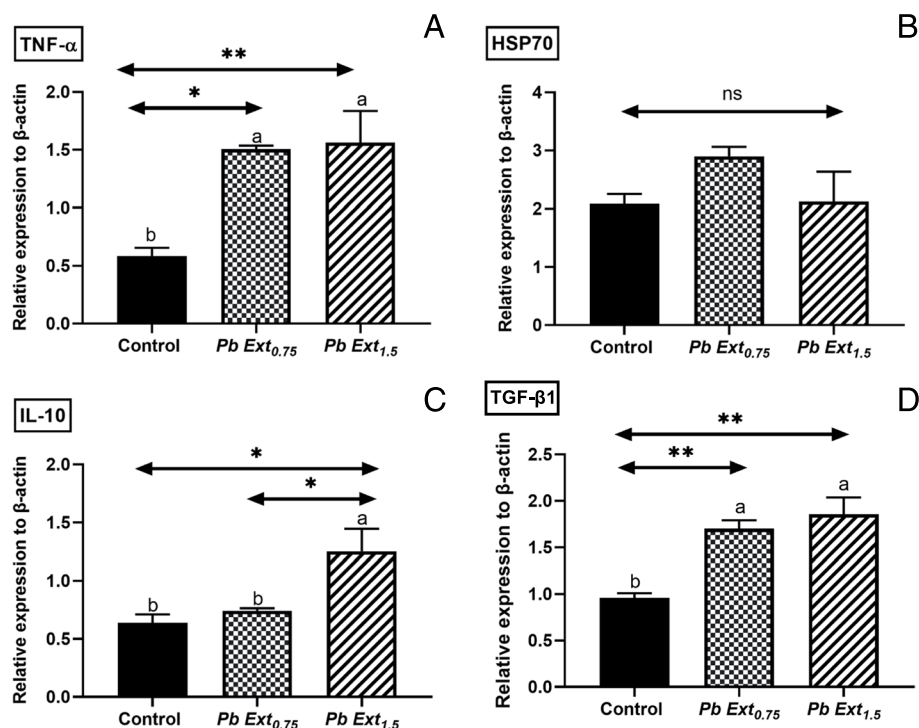 TNF-α
A
**
*
Relative expression to β-actin
2.0
1.5
1.0
0.5
0.0
b
a
a
Control
Pb Ext0.75
Pb Ext1.5
HSP70
B
ns
Relative expression to β-actin
4
3
2
1
0
Control
Pb Ext0.75
Pb Ext1.5
IL-10
C
*
*
Relative expression to β-actin
2.0
1.5
1.0
0.5
0.0
b
b
a
Control
Pb Ext0.75
Pb Ext1.5
TGF-β1
D
**
**
Relative expression to β-actin
2.5
2.0
1.5
1.0
0.5
0.0
b
a
a
Control
Pb Ext0.75
Pb Ext1.5